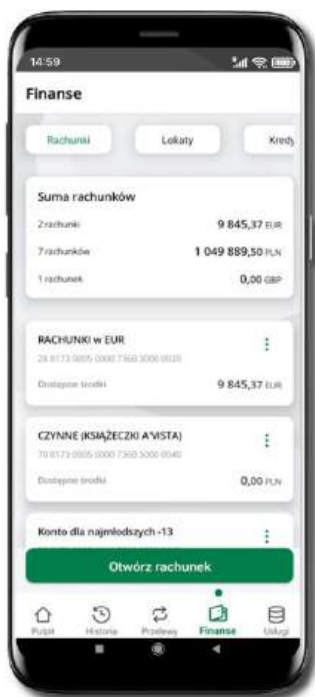 14:59
Finanse
Rachunki Lokaty Kredy
Suma rachunków
2 rachunki 9 845,37 EUR
7 rachunków 1 049 889,50 PLN
1 rachunek 0,00 GBP
RACHUNKI w EUR
Dostępne środki 9 845,37 EUR
CZYNNE (KSIĄŻECZKI A'VISTA)
Dostępne środki 0,00 PLN
Konto dla najmłodszych -13
Otwórz rachunek
Pulpit Historia Przelewy Finanse Usługi